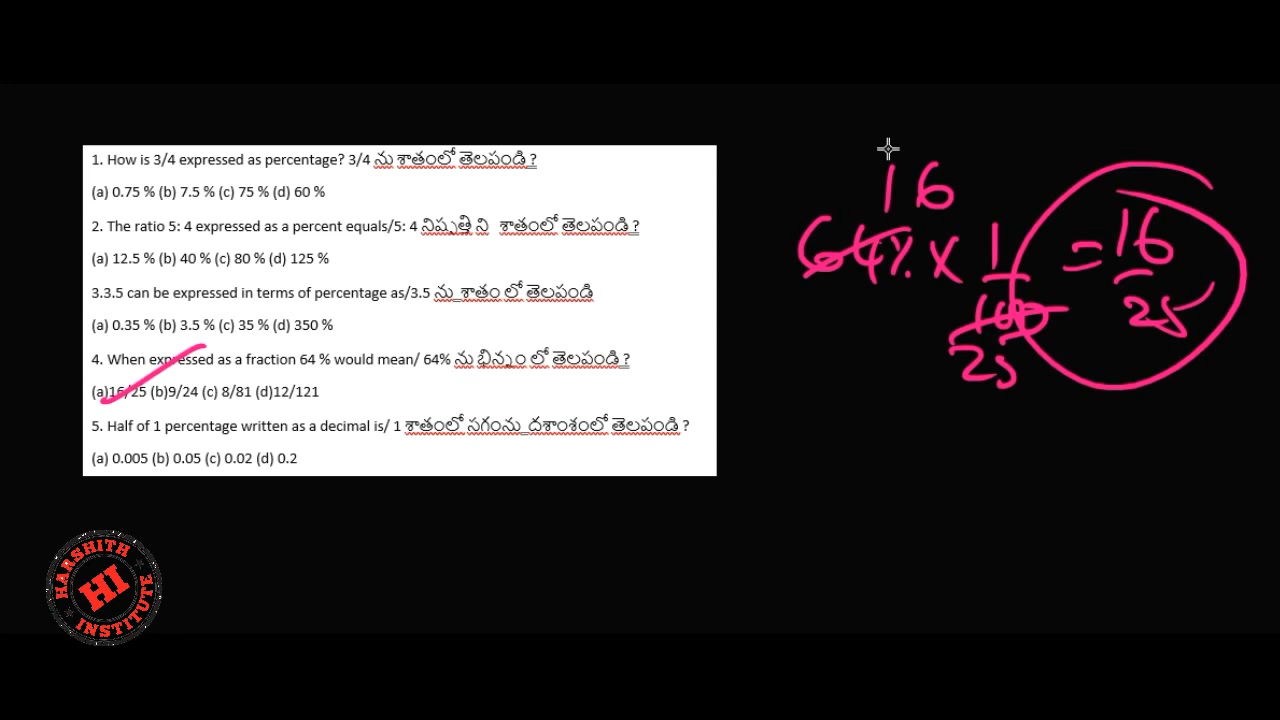 1. How is 3/4 expressed as percentage? 3/4 ను శాతంలో తెలపండి ?
(a) 0.75 % (b) 7.5 % (c) 75 % (d) 60 %
2. The ratio 5: 4 expressed as a percent equals/5: 4 నిష్పత్తి ని శాతంలో తెలపండి ?
(a) 12.5 % (b) 40 % (c) 80 % (d) 125 %
3.3.5 can be expressed in terms of percentage as/3.5 ను శాతం లో తెలపండి
(a) 0.35 % (b) 3.5 % (c) 35 % (d) 350 %
4. When expressed as a fraction 64 % would mean/ 64% ను భిన్నం లో తెలపండి ?
(a)16/25 (b)9/24 (c) 8/81 (d)12/121
5. Half of 1 percentage written as a decimal is/ 1 శాతంలో సగంను దశాంశంలో తెలపండి ?
(a) 0.005 (b) 0.05 (c) 0.02 (d) 0.2
16
64% x 1 = 16
100 25
25
HARSHITH
HI
INSTITUTE